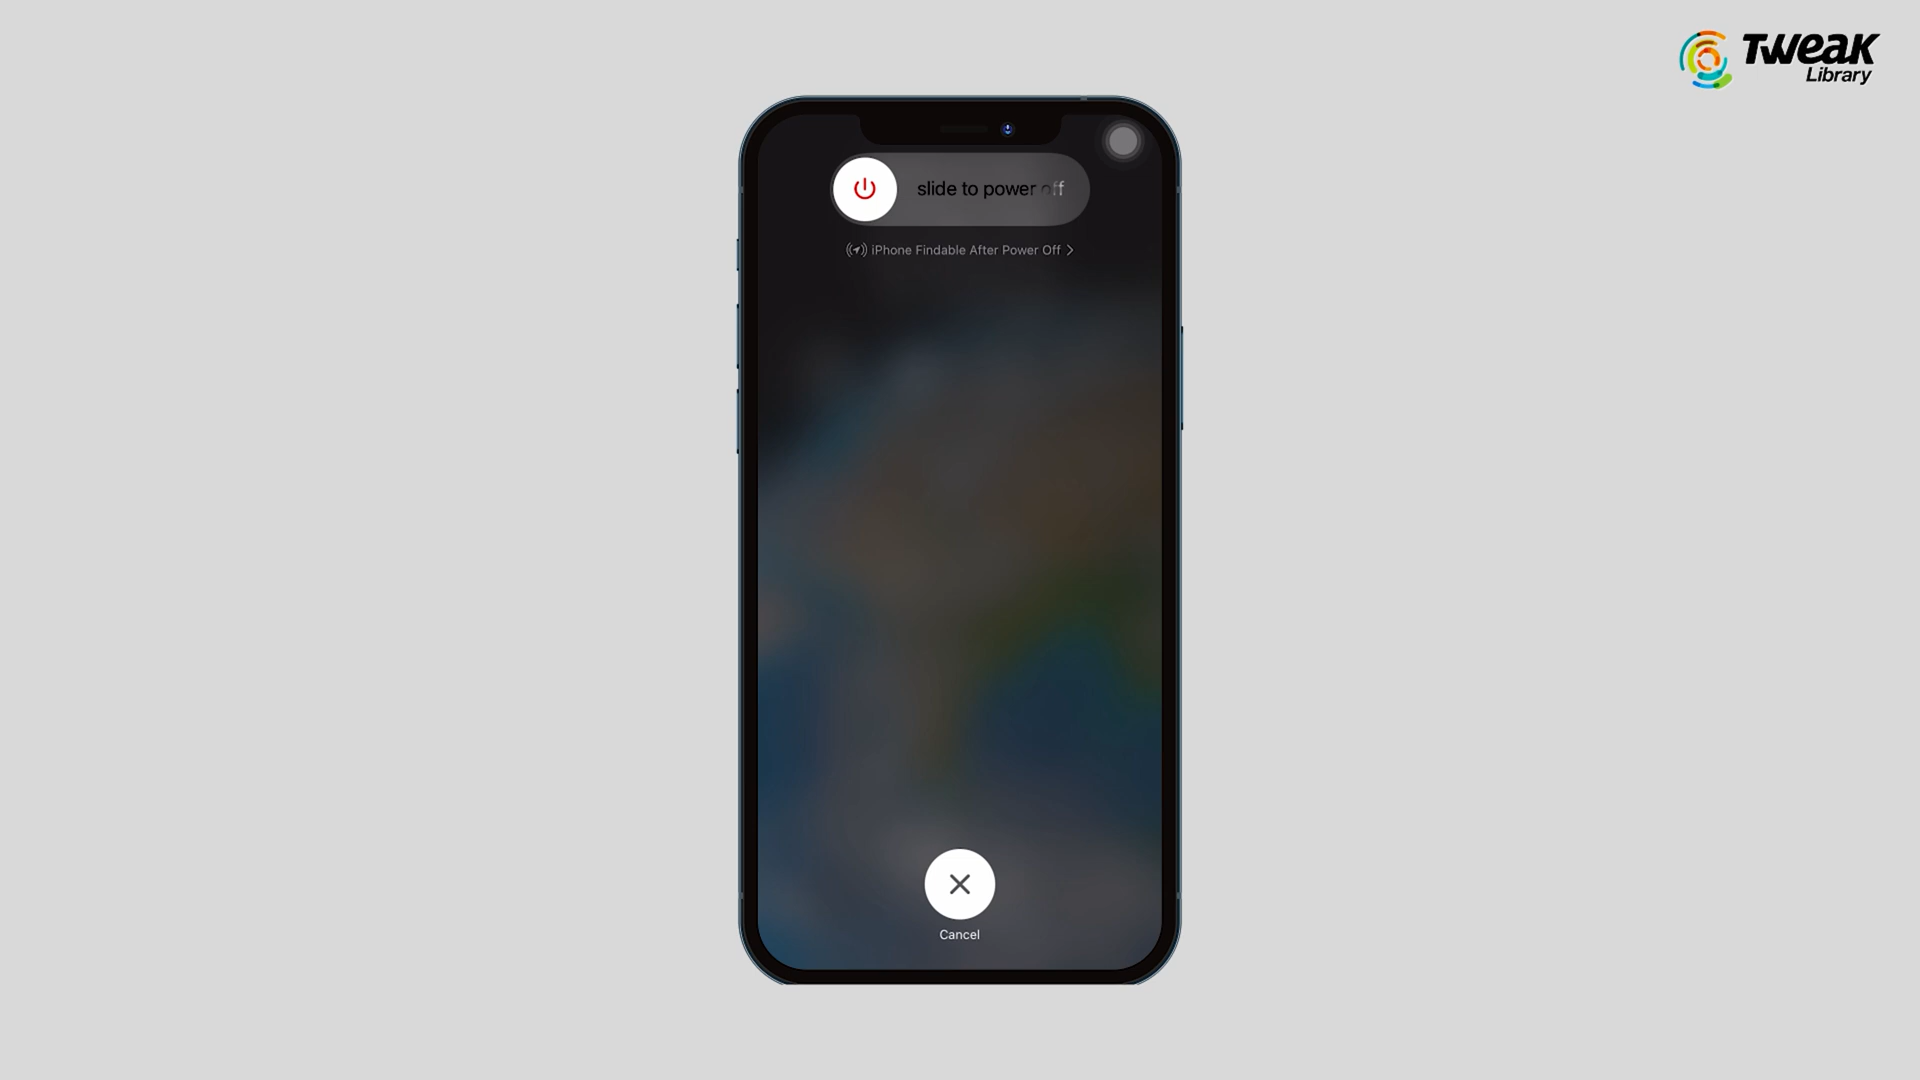 TWEAK
Library
slide to power off
iPhone Findable After Power Off
Cancel